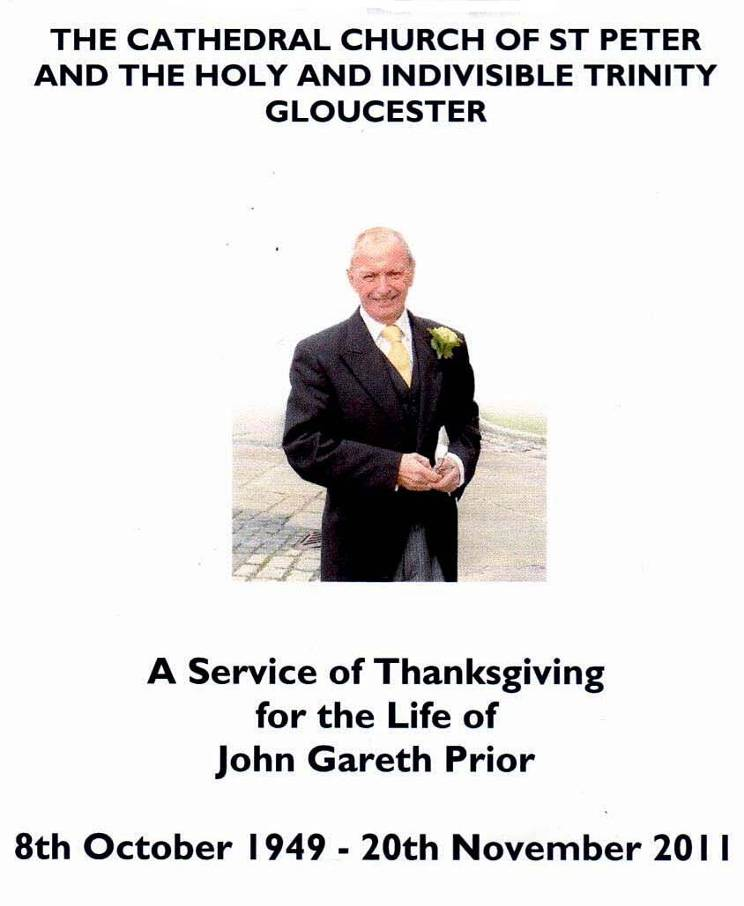 THE CATHEDRAL CHURCH OF ST PETER
AND THE HOLY AND INDIVISIBLE TRINITY
GLOUCESTER
A Service of Thanksgiving
for the Life of
John Gareth Prior
8th October 1949 - 20th November 2011